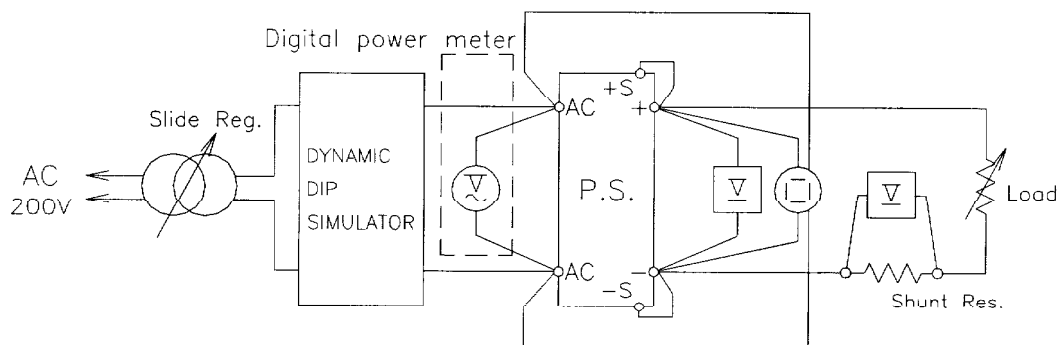 Digital power meter
Slide Reg.
AC
200V
DYNAMIC
DIP
SIMULATOR
V
~
AC
AC
+S
+
P.S.
-
-S
V
V
Load
Shunt Res.